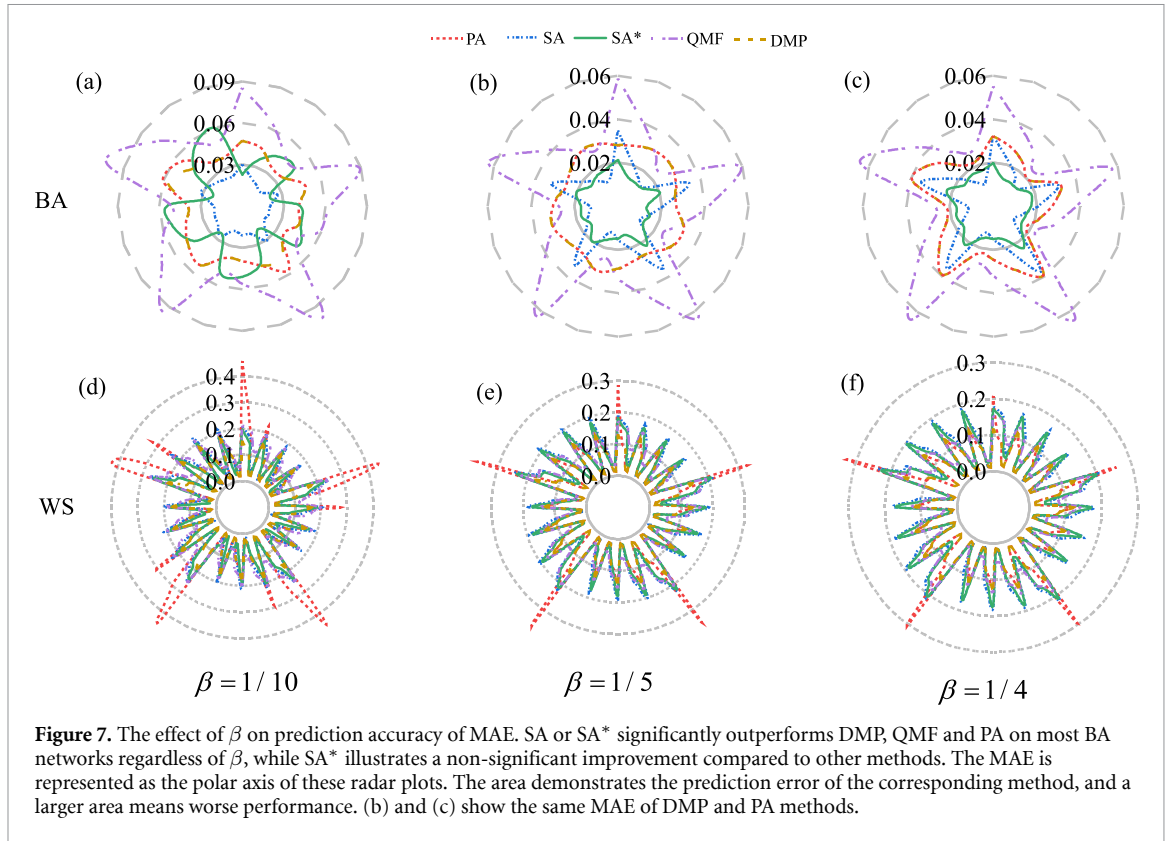 PA SA SA* QMF DMP
(a) 0.09 0.06 0.03
(b) 0.06 0.04 0.02
(c) 0.06 0.04 0.02
BA
(d) 0.4 0.3 0.2 0.1 0.0
(e) 0.3 0.2 0.1 0.0
(f) 0.3 0.2 0.1 0.0
WS
β = 1 / 10
β = 1 / 5
β = 1 / 4
Figure 7. The effect of β on prediction accuracy of MAE. SA or SA* significantly outperforms DMP, QMF and PA on most BA
networks regardless of β, while SA* illustrates a non-significant improvement compared to other methods. The MAE is
represented as the polar axis of these radar plots. The area demonstrates the prediction error of the corresponding method, and a
larger area means worse performance. (b) and (c) show the same MAE of DMP and PA methods.